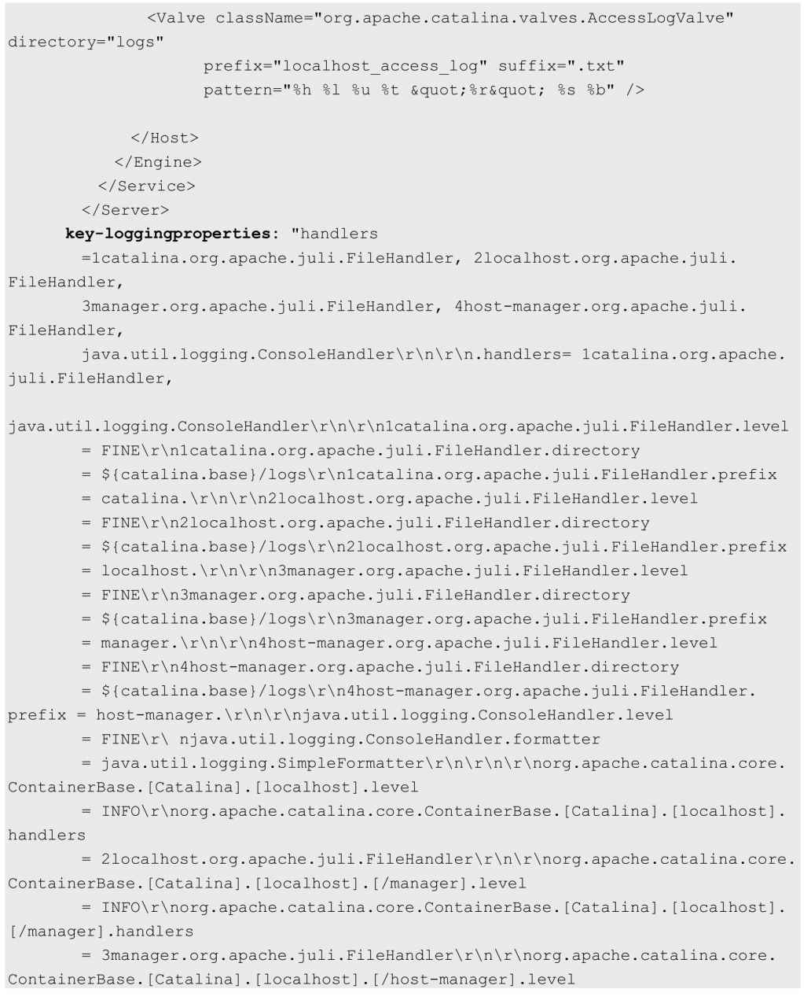 <Valve className="org.apache.catalina.valves.AccessLogValve"
directory="logs"
prefix="localhost_access_log" suffix=".txt"
pattern="%h %l %u %t &quot;%r&quot; %s %b" />
</Host>
</Engine>
</Service>
</Server>
key-loggingproperties: "handlers
=1catalina.org.apache.juli.FileHandler, 2localhost.org.apache.juli.
FileHandler,
3manager.org.apache.juli.FileHandler, 4host-manager.org.apache.juli.
FileHandler,
java.util.logging.ConsoleHandler\r\n\r\n.handlers= 1catalina.org.apache.
juli.FileHandler,
java.util.logging.ConsoleHandler\r\n\r\n1catalina.org.apache.juli.FileHandler.level
= FINE\r\n1catalina.org.apache.juli.FileHandler.directory
= ${catalina.base}/logs\r\n1catalina.org.apache.juli.FileHandler.prefix
= catalina.\r\n\r\n2localhost.org.apache.juli.FileHandler.level
= FINE\r\n2localhost.org.apache.juli.FileHandler.directory
= ${catalina.base}/logs\r\n2localhost.org.apache.juli.FileHandler.prefix
= localhost.\r\n\r\n3manager.org.apache.juli.FileHandler.level
= FINE\r\n3manager.org.apache.juli.FileHandler.directory
= ${catalina.base}/logs\r\n3manager.org.apache.juli.FileHandler.prefix
= manager.\r\n\r\n4host-manager.org.apache.juli.FileHandler.level
= FINE\r\n4host-manager.org.apache.juli.FileHandler.directory
= ${catalina.base}/logs\r\n4host-manager.org.apache.juli.FileHandler.
prefix = host-manager.\r\n\r\njava.util.logging.ConsoleHandler.level
= FINE\r\ njava.util.logging.ConsoleHandler.formatter
= java.util.logging.SimpleFormatter\r\n\r\n\r\norg.apache.catalina.core.
ContainerBase.[Catalina].[localhost].level
= INFO\r\norg.apache.catalina.core.ContainerBase.[Catalina].[localhost].
handlers
= 2localhost.org.apache.juli.FileHandler\r\n\r\norg.apache.catalina.core.
ContainerBase.[Catalina].[localhost].[/manager].level
= INFO\r\norg.apache.catalina.core.ContainerBase.[Catalina].[localhost].
[/manager].handlers
= 3manager.org.apache.juli.FileHandler\r\n\r\norg.apache.catalina.core.
ContainerBase.[Catalina].[localhost].[/host-manager].level